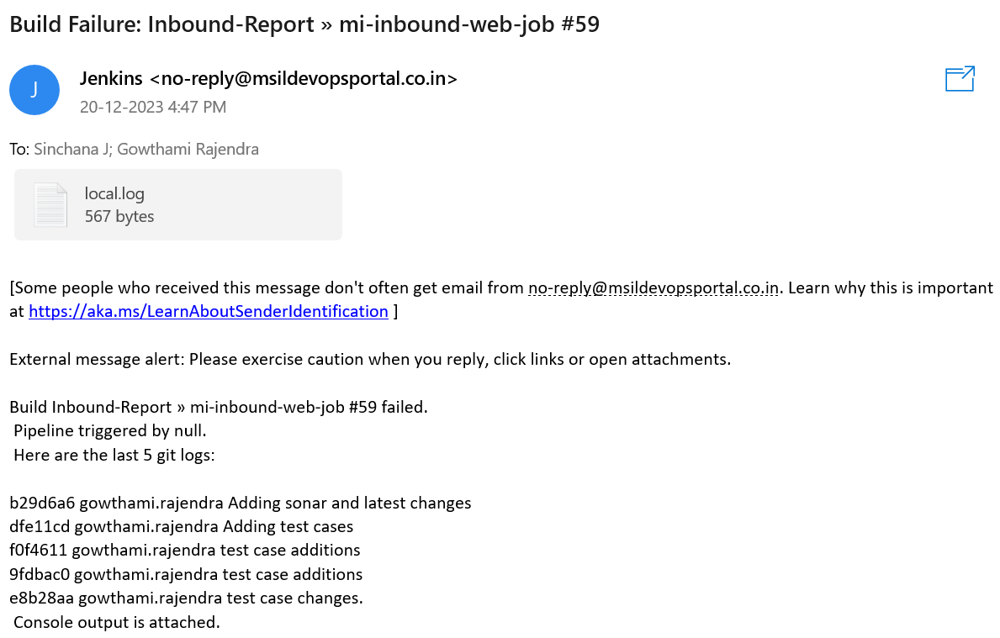 Build Failure: Inbound-Report » mi-inbound-web-job #59
J
Jenkins <no-reply@msildevopsportal.co.in>
20-12-2023 4:47 PM
To: Sinchana J; Gowthami Rajendra
local.log
567 bytes
[Some people who received this message don't often get email from no-reply@msildevopsportal.co.in. Learn why this is important
at https://aka.ms/LearnAboutSenderIdentification ]
External message alert: Please exercise caution when you reply, click links or open attachments.
Build Inbound-Report » mi-inbound-web-job #59 failed.
Pipeline triggered by null.
Here are the last 5 git logs:
b29d6a6 gowthami.rajendra Adding sonar and latest changes
dfe11cd gowthami.rajendra Adding test cases
f0f4611 gowthami.rajendra test case additions
9fdbac0 gowthami.rajendra test case additions
e8b28aa gowthami.rajendra test case changes.
Console output is attached.